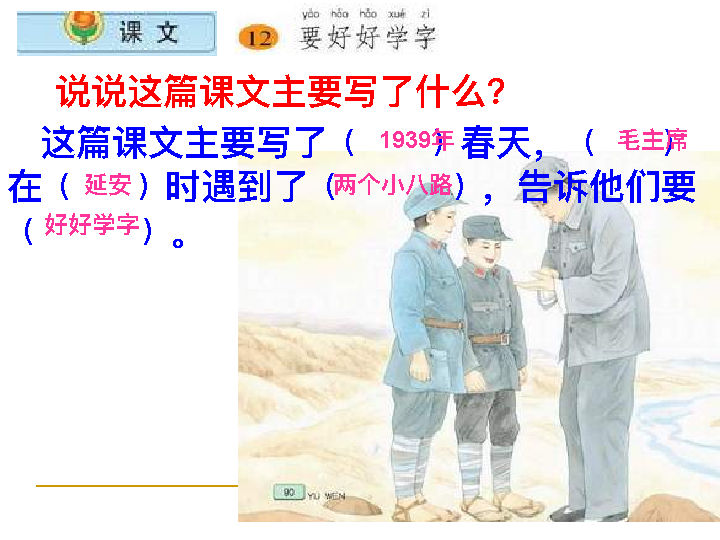 yào hǎo hǎo xué zì
课 文 12 要好好学字
说说这篇课文主要写了什么?
这篇课文主要写了（1939年）春天，（毛主席）
在（延安）时遇到了（两个小八路），告诉他们要
（好好学字）。
90 YU WEN